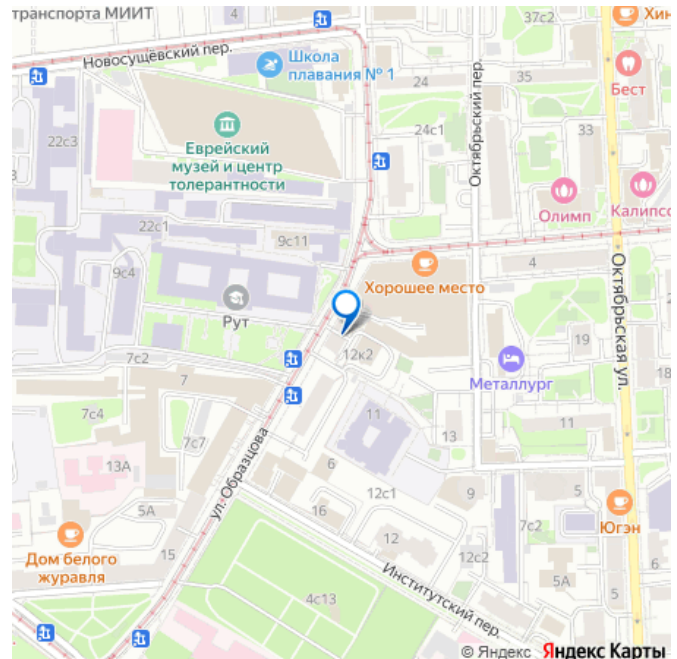 транспорта МИИТ
4
37с2
Хин
Новосущёвский пер.
Школа
плавания № 1
24
35
Бест
22с3
Еврейский
музей и центр
толерантности
24с1
Октябрьский пер.
33
Олимп
Калипсо
22с1
9с11
9с4
Рут
Хорошее место
4
Октябрьская ул.
7с2
7
12к2
Металлург
19
18
7с4
7с7
11
13
11
13А
ул. Образцова
6
12с1
9
5А
16
7с2
Югэн
Дом белого
журавля
15
12
12с2
5А
4с13
Институтский пер.
© Яндекс Яндекс Карты